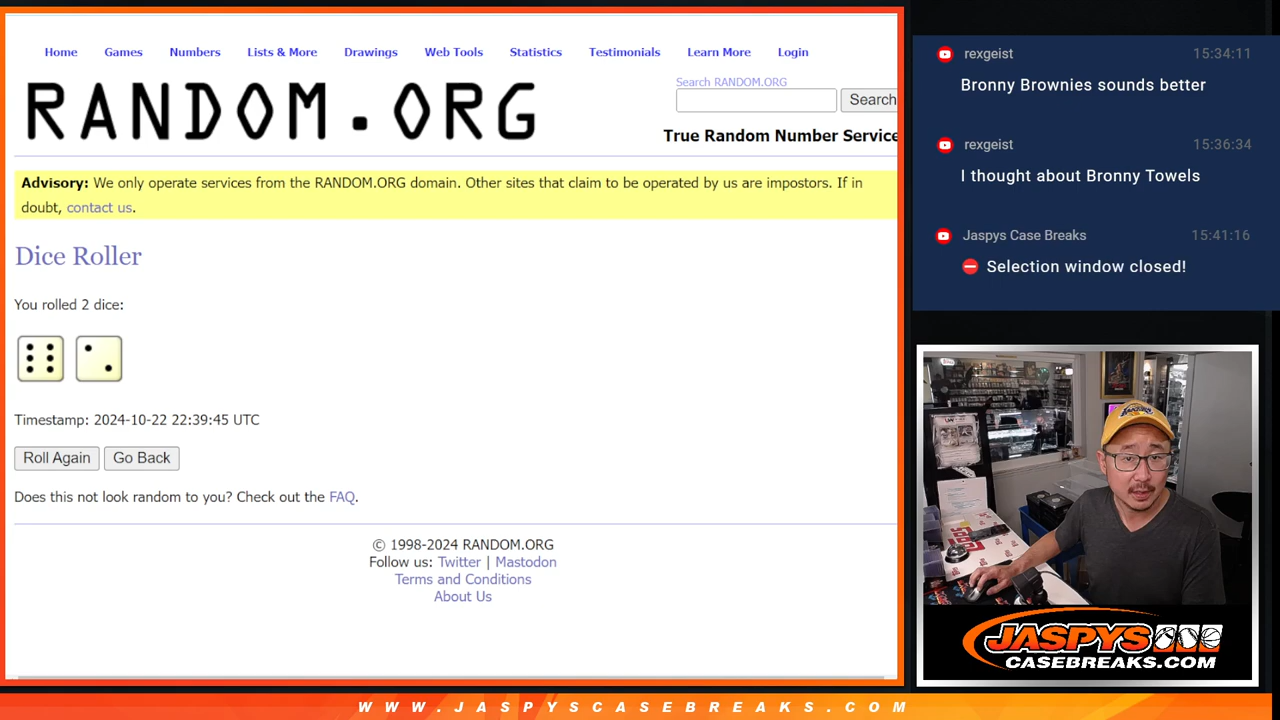 Home Games Numbers Lists & More Drawings Web Tools Statistics Testimonials Learn More Login
RANDOM.ORG
Search RANDOM.ORG
Search
True Random Number Service
Advisory: We only operate services from the RANDOM.ORG domain. Other sites that claim to be operated by us are impostors. If in
doubt, contact us.
Dice Roller
You rolled 2 dice:
Timestamp: 2024-10-22 22:39:45 UTC
Roll Again Go Back
Does this not look random to you? Check out the FAQ.
© 1998-2024 RANDOM.ORG
Follow us: Twitter | Mastodon
Terms and Conditions
About Us
rexgeist 15:34:11
Bronny Brownies sounds better
rexgeist 15:36:34
I thought about Bronny Towels
Jaspys Case Breaks 15:41:16
⛔ Selection window closed!
JASPYS
CASEBREAKS.COM
WWW.JASPYSCASEBREAKS.COM